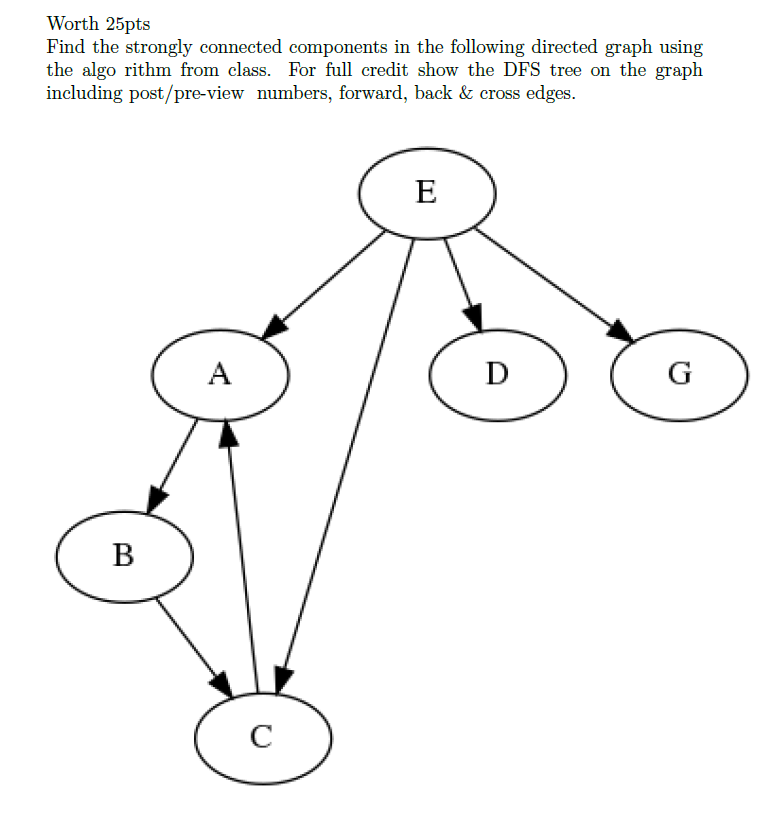 Worth 25pts
Find the strongly connected components in the following directed graph using
the algo rithm from class. For full credit show the DFS tree on the graph
including post/pre-view numbers, forward, back & cross edges.
E
A
D
G
B
C